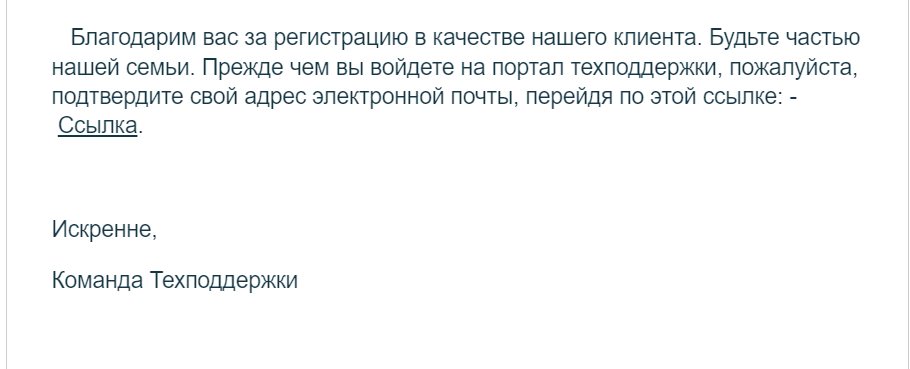 Благодарим вас за регистрацию в качестве нашего клиента. Будьте частью
нашей семьи. Прежде чем вы войдете на портал техподдержки, пожалуйста,
подтвердите свой адрес электронной почты, перейдя по этой ссылке: -
Ссылка.
Искренне,
Команда Техподдержки